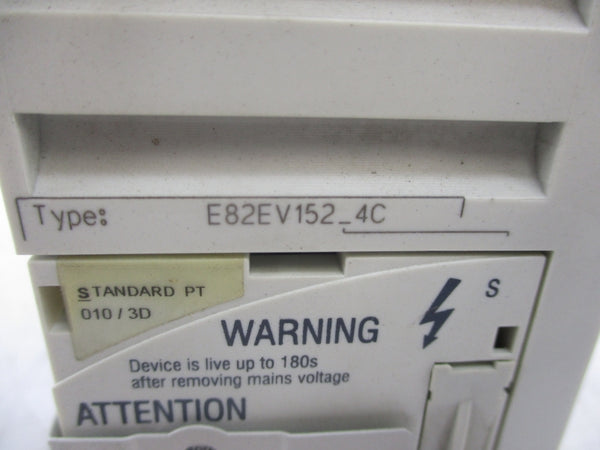 Type: E82EV152_4C
STANDARD PT
010 / 3D
S
WARNING
Device is live up to 180s
after removing mains voltage
ATTENTION